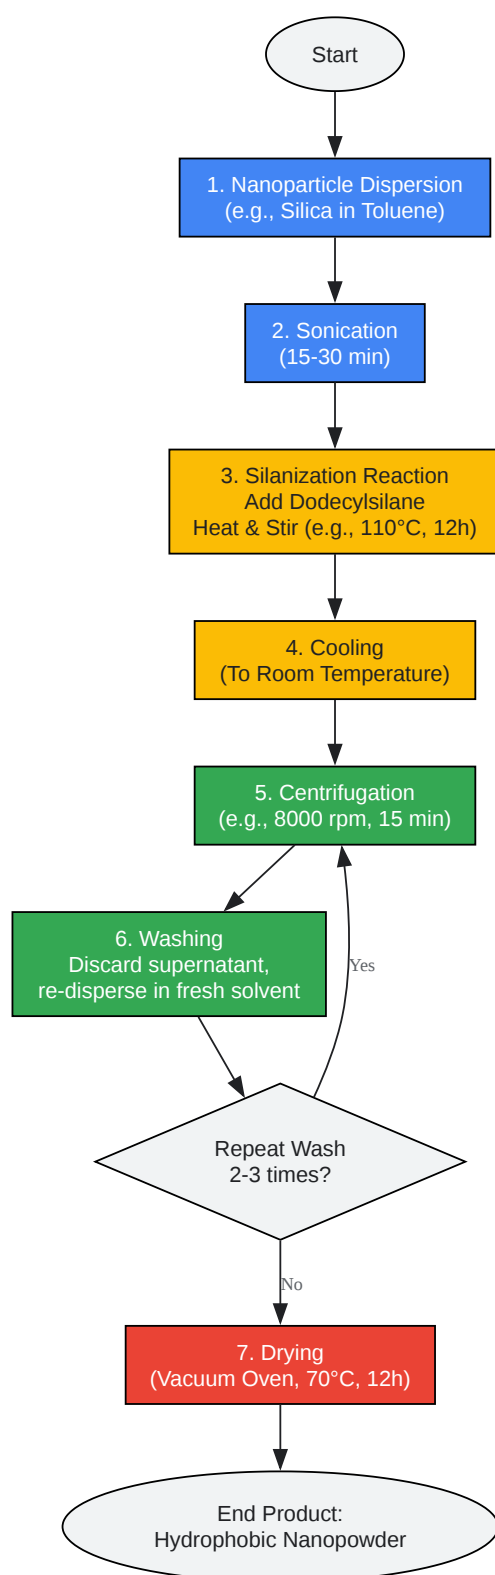 Start
1. Nanoparticle Dispersion
(e.g., Silica in Toluene)
2. Sonication
(15-30 min)
3. Silanization Reaction
Add Dodecylsilane
Heat & Stir (e.g., 110°C, 12h)
4. Cooling
(To Room Temperature)
5. Centrifugation
(e.g., 8000 rpm, 15 min)
6. Washing
Discard supernatant,
re-disperse in fresh solvent
Yes
Repeat Wash
2-3 times?
No
7. Drying
(Vacuum Oven, 70°C, 12h)
End Product:
Hydrophobic Nanopowder